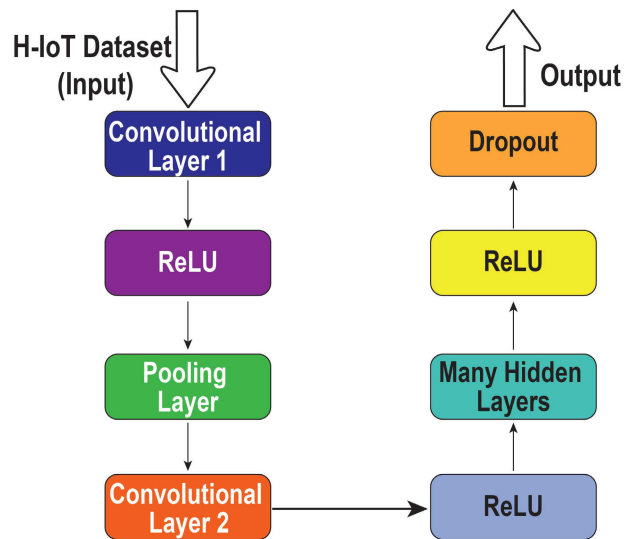 H-IoT Dataset
(Input)
Convolutional
Layer 1
ReLU
Pooling
Layer
Convolutional
Layer 2
ReLU
Many Hidden
Layers
ReLU
Dropout
Output